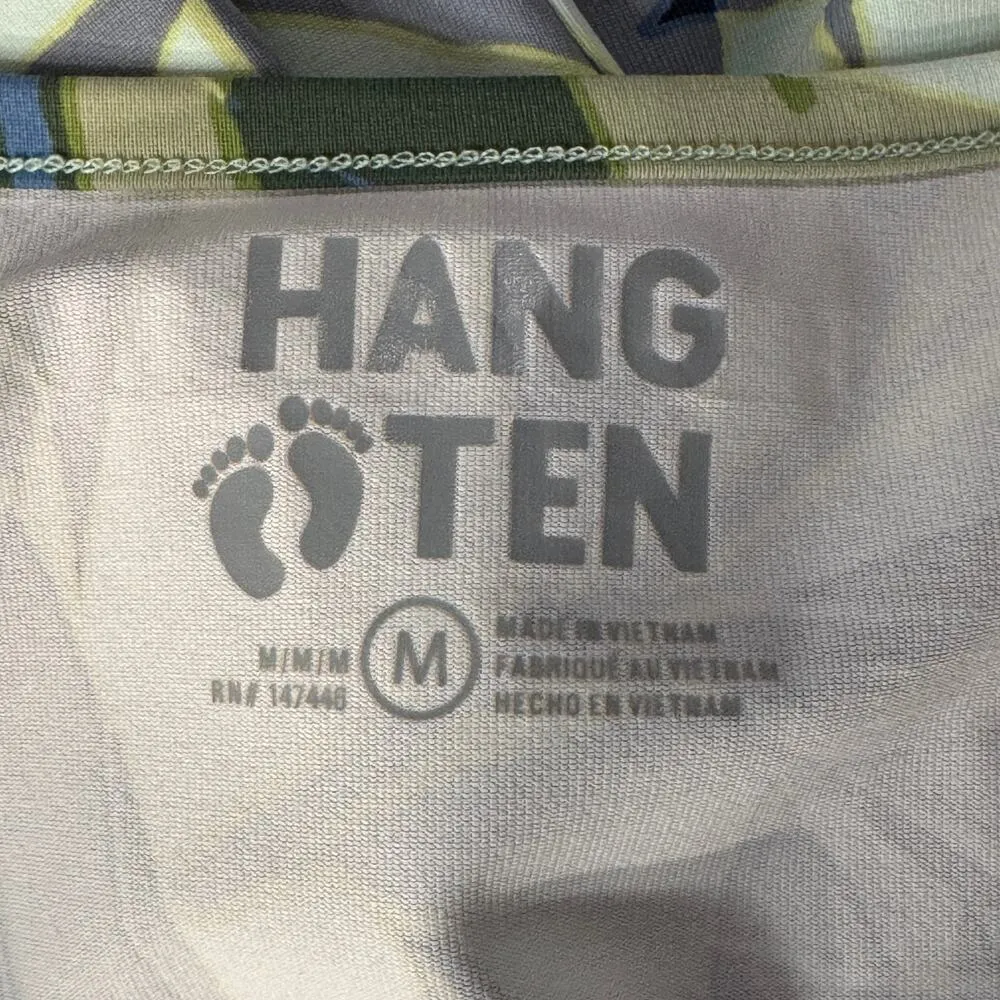 HANG
TEN
M/M/M
RN# 147446
M
MADE IN VIETNAM
FABRIQUÉ AU VIETNAM
HECHO EN VIETNAM